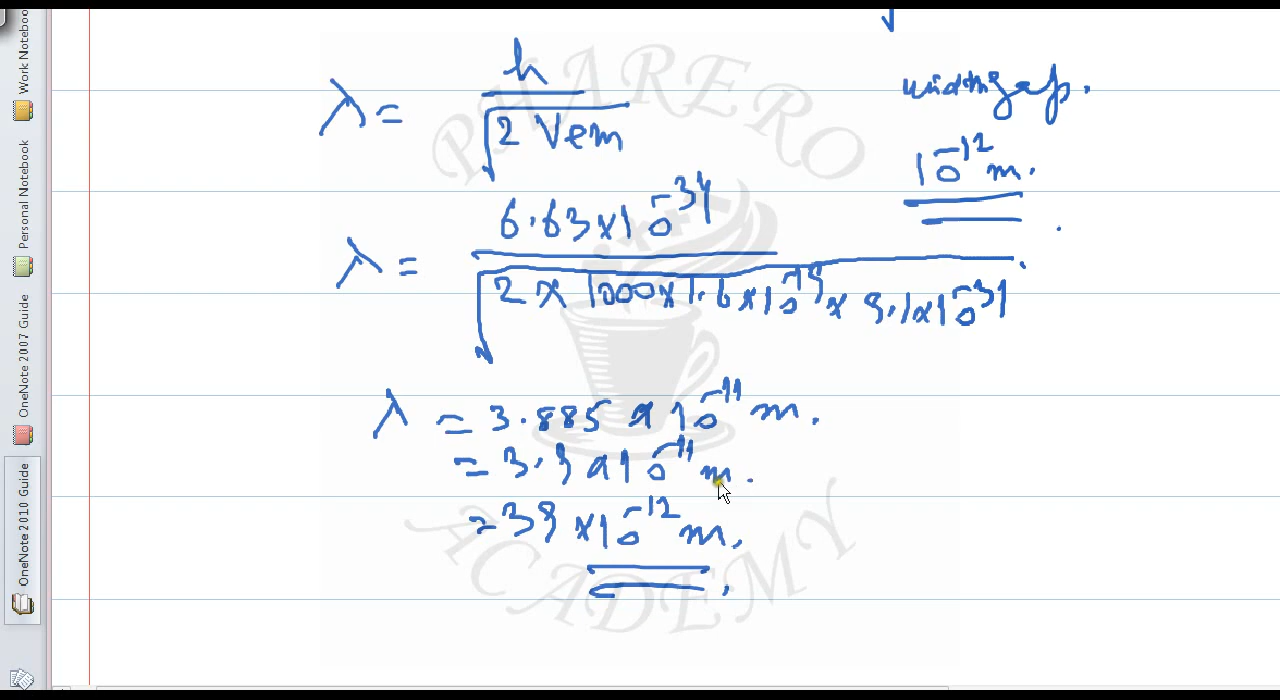 Work Notebook
Personal Notebook
OneNote 2007 Guide
OneNote 2010 Guide
PHARERO
ACADEMY
λ = h / √(2 Vem)
width gap.
10⁻¹² m.
λ = 6.63 x 10⁻³⁴ / √(2 x 1000 x 1.6 x 10⁻¹⁹ x 9.1 x 10⁻³¹)
λ = 3.885 x 10⁻¹¹ m.
= 3.9 x 10⁻¹¹ m.
= 39 x 10⁻¹² m.